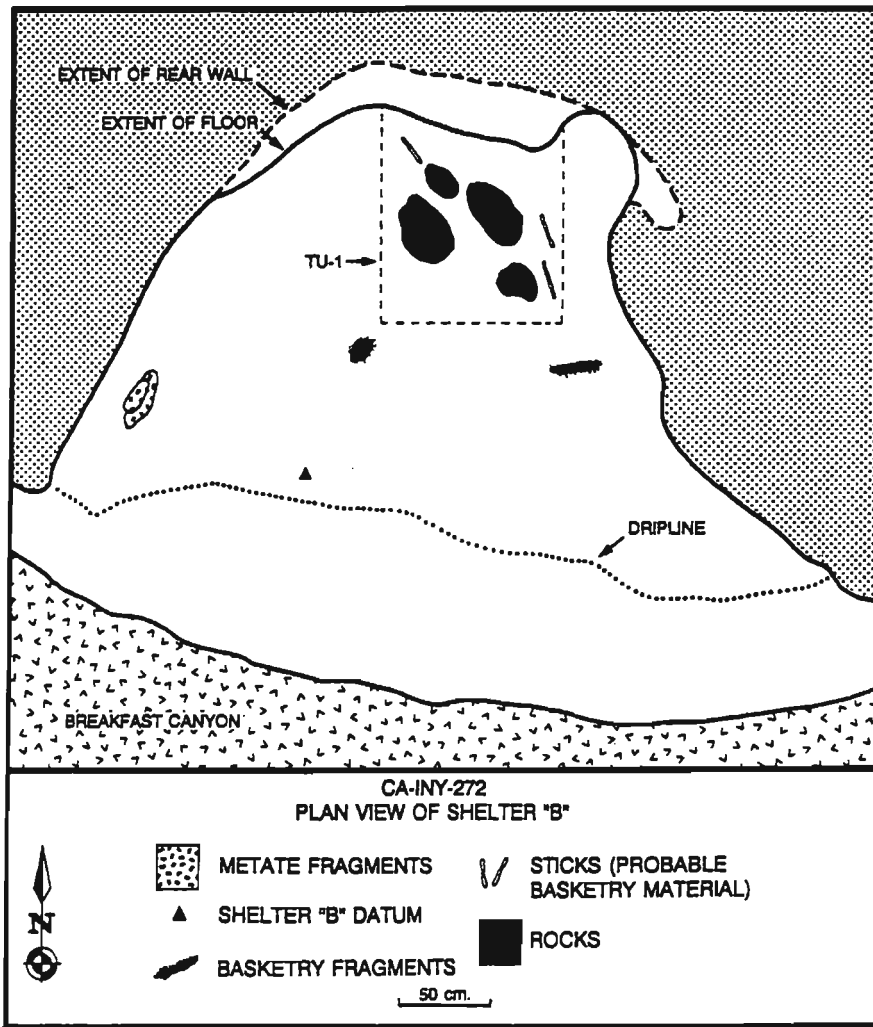 EXTENT OF REAR WALL
EXTENT OF FLOOR
TU-1
DRIPLINE
BREAKFAST CANYON
CA-INY-272
PLAN VIEW OF SHELTER "B"
METATE FRAGMENTS
SHELTER "B" DATUM
BASKETRY FRAGMENTS
STICKS (PROBABLE
BASKETRY MATERIAL)
ROCKS
N
50 cm.